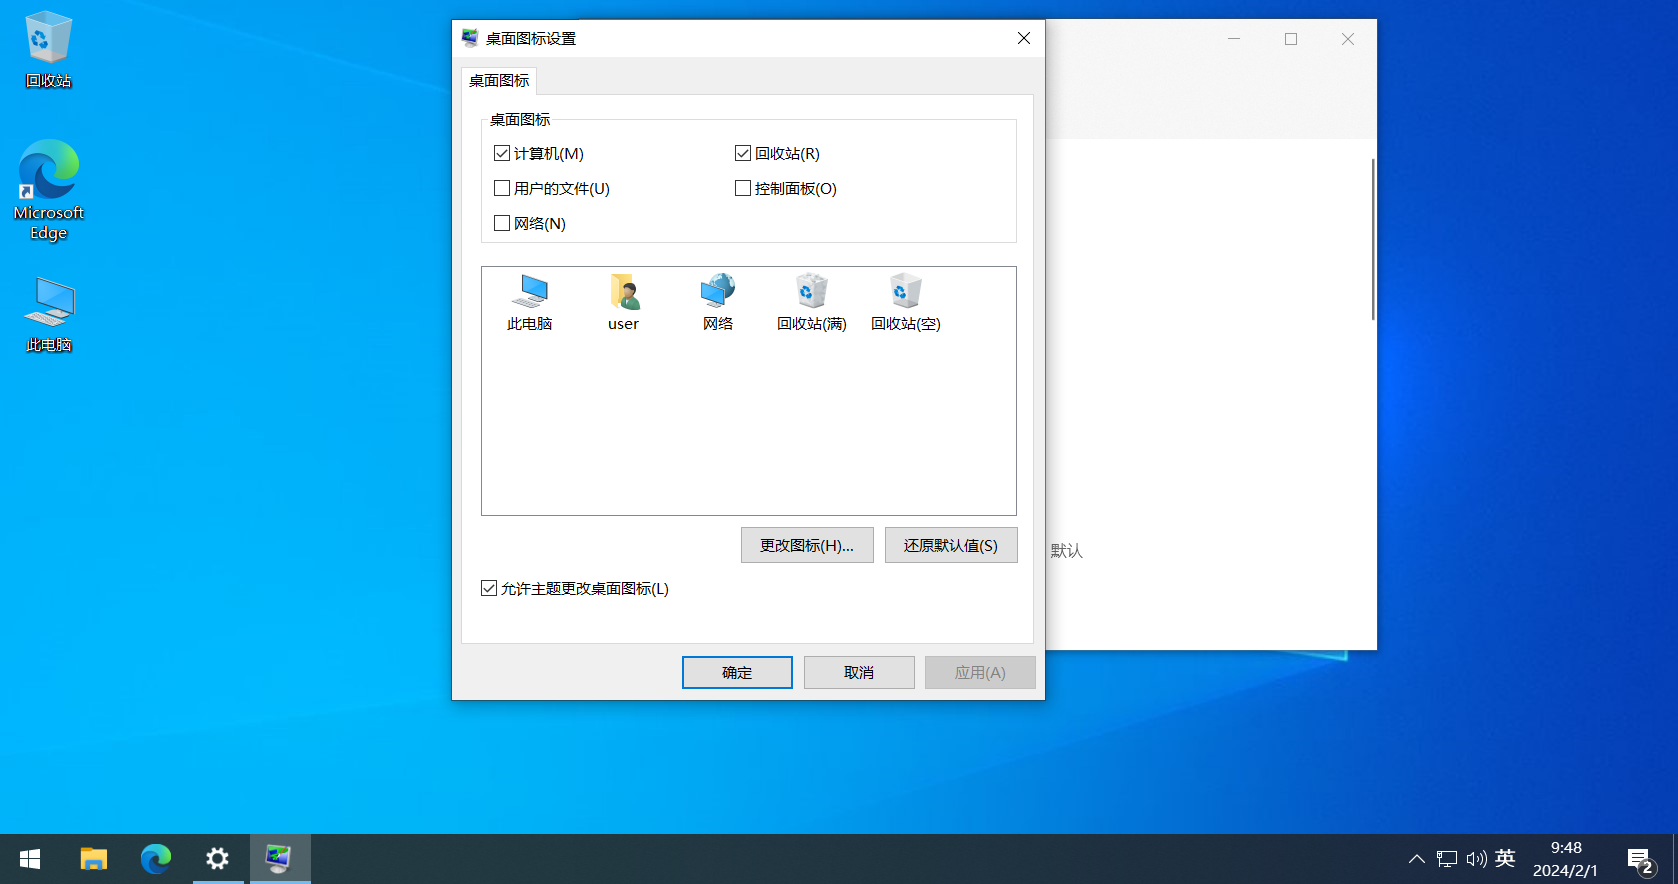 回收站
Microsoft
Edge
此电脑
桌面图标设置
桌面图标
桌面图标
计算机(M)
回收站(R)
用户的文件(U)
控制面板(O)
网络(N)
此电脑
user
网络
回收站(满)
回收站(空)
更改图标(H)...
还原默认值(S)
允许主题更改桌面图标(L)
确定
取消
应用(A)
默认
英
9:48
2024/2/1
2